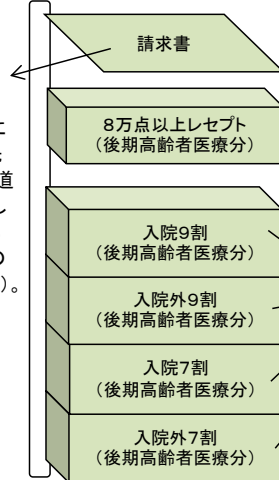 請求書
8万点以上レセプト
(後期高齢者医療分)
道
)。
入院9割
(後期高齢者医療分)
入院外9割
(後期高齢者医療分)
入院7割
(後期高齢者医療分)
入院外7割
(後期高齢者医療分)